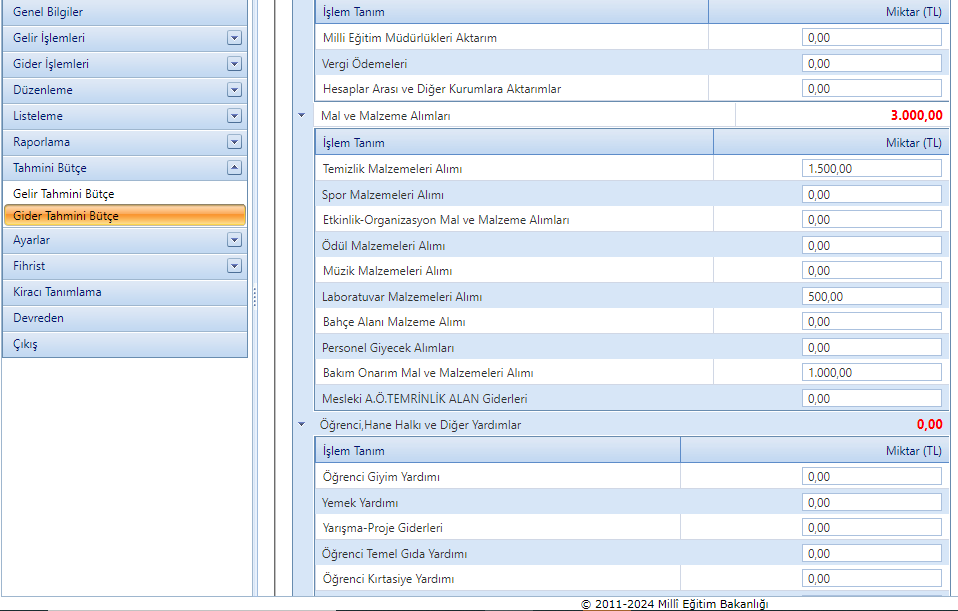 Genel Bilgiler
Gelir İşlemleri
Gider İşlemleri
Düzenleme
Listeleme
Raporlama
Tahmini Bütçe
Gelir Tahmini Bütçe
Gider Tahmini Bütçe
Ayarlar
Fihrist
Kiracı Tanımlama
Devreden
Çıkış
İşlem Tanım Miktar (TL)
Milli Eğitim Müdürlükleri Aktarım 0,00
Vergi Ödemeleri 0,00
Hesaplar Arası ve Diğer Kurumlara Aktarımlar 0,00
Mal ve Malzeme Alımları 3.000,00
İşlem Tanım Miktar (TL)
Temizlik Malzemeleri Alımı 1.500,00
Spor Malzemeleri Alımı 0,00
Etkinlik-Organizasyon Mal ve Malzeme Alımları 0,00
Ödül Malzemeleri Alımı 0,00
Müzik Malzemeleri Alımı 0,00
Laboratuvar Malzemeleri Alımı 500,00
Bahçe Alanı Malzeme Alımı 0,00
Personel Giyecek Alımları 0,00
Bakım Onarım Mal ve Malzemeleri Alımı 1.000,00
Mesleki A.Ö.TEMRİNLİK ALAN Giderleri 0,00
Öğrenci,Hane Halkı ve Diğer Yardımlar 0,00
İşlem Tanım Miktar (TL)
Öğrenci Giyim Yardımı 0,00
Yemek Yardımı 0,00
Yarışma-Proje Giderleri 0,00
Öğrenci Temel Gıda Yardımı 0,00
Öğrenci Kırtasiye Yardımı 0,00
© 2011-2024 Millî Eğitim Bakanlığı